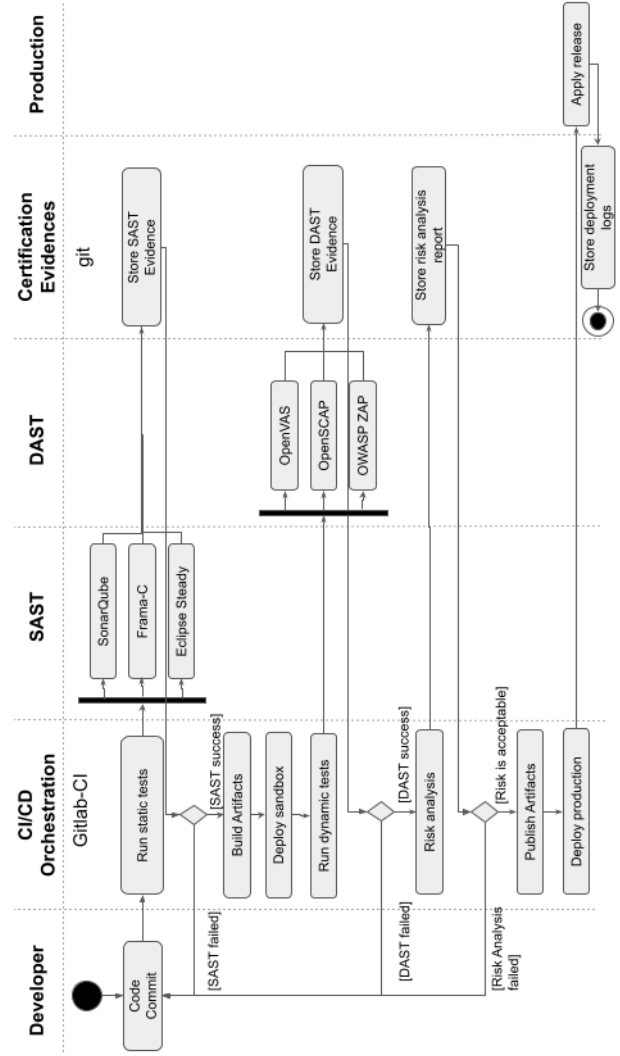 Developer
CI/CD
Orchestration
SAST
DAST
Certification
Evidences
Production
Gitlab-CI
git
Code
Commit
Run static tests
SonarQube
Frama-C
Eclipse Steady
Store SAST
Evidence
[SAST failed]
[SAST success]
Build Artifacts
Deploy sandbox
Run dynamic tests
OpenVAS
OpenSCAP
OWASP ZAP
Store DAST
Evidence
[DAST failed]
[DAST success]
Risk analysis
Store risk analysis
report
[Risk Analysis
failed]
[Risk is acceptable]
Publish Artifacts
Deploy production
Apply release
Store deployment
logs